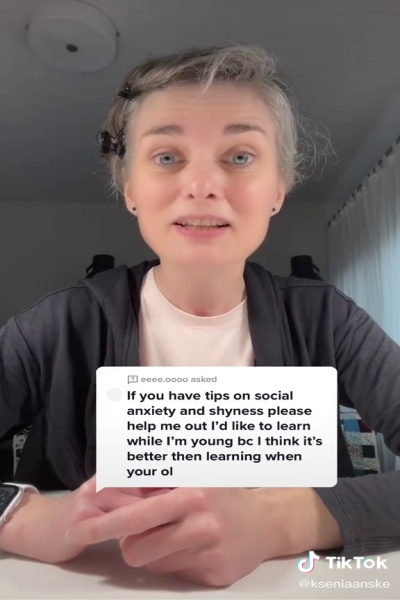 eeee.oooo asked
If you have tips on social
anxiety and shyness please
help me out I'd like to learn
while I'm young bc I think it's
better then learning when
your ol
TikTok
@kseniaanske